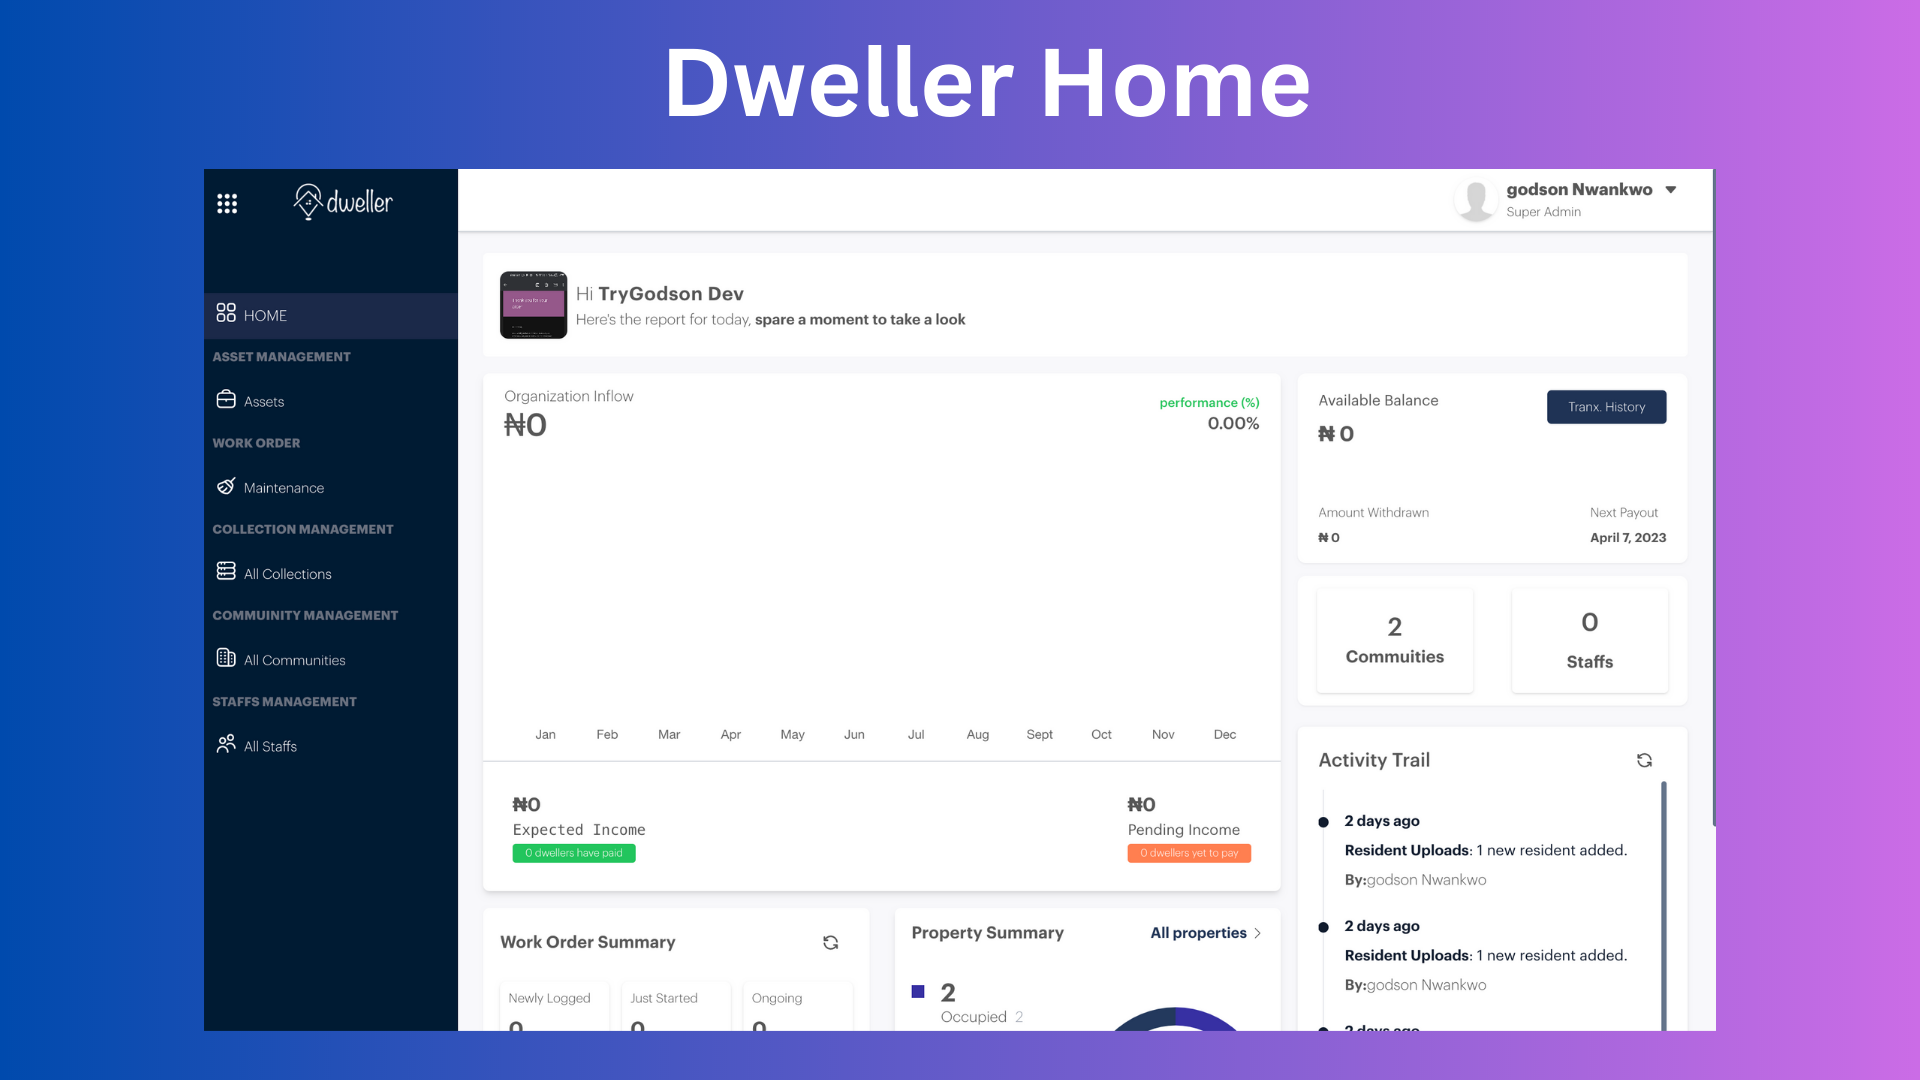 Dweller Home
dweller
godson Nwankwo
Super Admin
HOME
ASSET MANAGEMENT
Assets
WORK ORDER
Maintenance
COLLECTION MANAGEMENT
All Collections
COMMUINITY MANAGEMENT
All Communities
STAFFS MANAGEMENT
All Staffs
Hi TryGodson Dev
Here's the report for today, spare a moment to take a look
Organization Inflow
₦0
performance (%)
0.00%
Jan Feb Mar Apr May Jun Jul Aug Sept Oct Nov Dec
₦0
Expected Income
0 dwellers have paid
₦0
Pending Income
0 dwellers yet to pay
Available Balance
₦ 0
Tranx. History
Amount Withdrawn
₦ 0
Next Payout
April 7, 2023
2
Commuities
0
Staffs
Activity Trail
2 days ago
Resident Uploads: 1 new resident added.
By:godson Nwankwo
2 days ago
Resident Uploads: 1 new resident added.
By:godson Nwankwo
2 days ago
Work Order Summary
Newly Logged
0
Just Started
0
Ongoing
0
Property Summary
All properties
2
Occupied 2